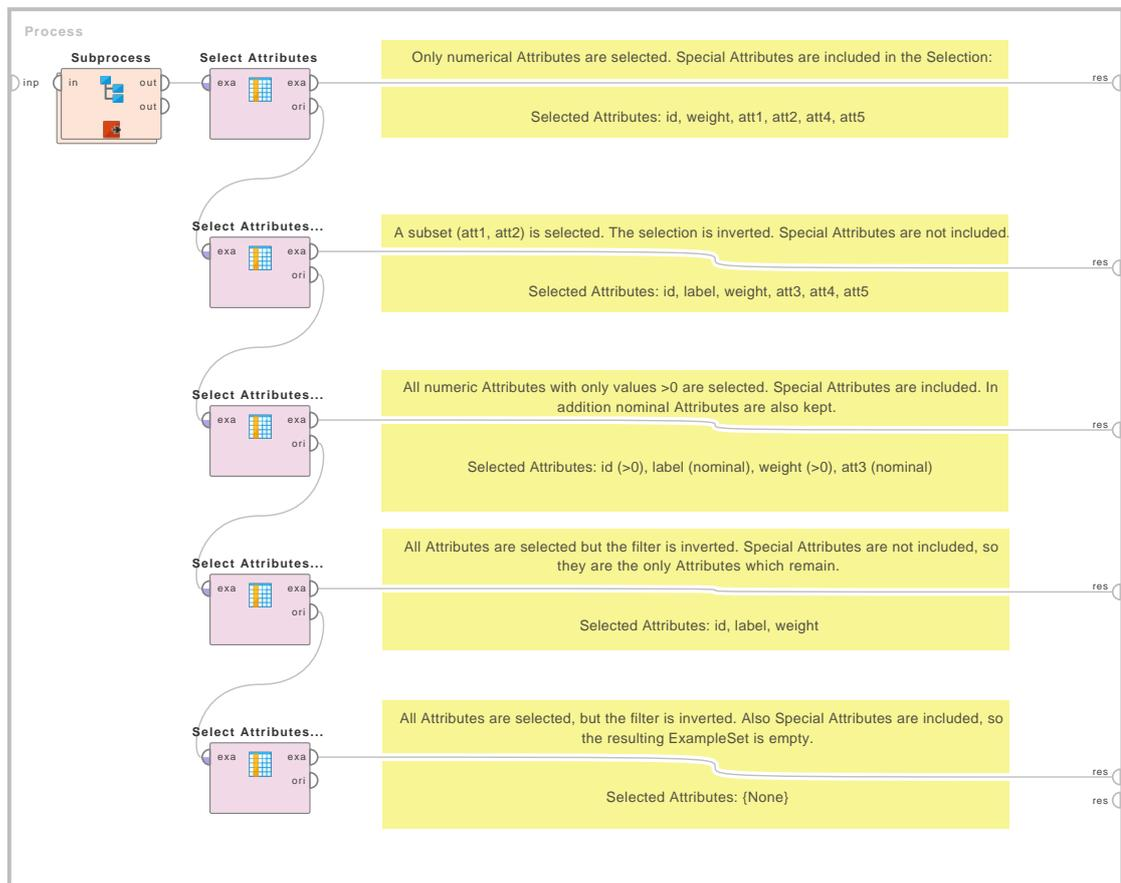 Process
Subprocess
Select Attributes
Only numerical Attributes are selected. Special Attributes are included in the Selection:
inp
in
out
out
exa
exa
ori
res
Selected Attributes: id, weight, att1, att2, att4, att5
Select Attributes...
A subset (att1, att2) is selected. The selection is inverted. Special Attributes are not included.
exa
exa
ori
res
Selected Attributes: id, label, weight, att3, att4, att5
Select Attributes...
All numeric Attributes with only values >0 are selected. Special Attributes are included. In
addition nominal Attributes are also kept.
exa
exa
ori
res
Selected Attributes: id (>0), label (nominal), weight (>0), att3 (nominal)
Select Attributes...
All Attributes are selected but the filter is inverted. Special Attributes are not included, so
they are the only Attributes which remain.
exa
exa
ori
res
Selected Attributes: id, label, weight
Select Attributes...
All Attributes are selected, but the filter is inverted. Also Special Attributes are included, so
the resulting ExampleSet is empty.
exa
exa
ori
res
Selected Attributes: {None}
res